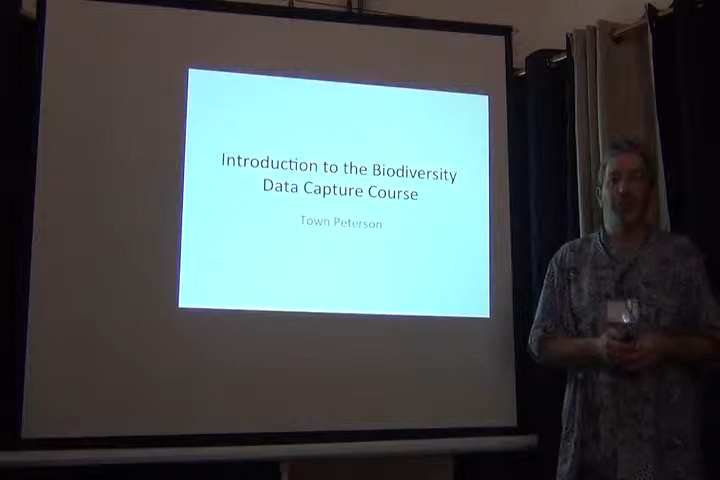 Introduction to the Biodiversity
Data Capture Course
Town Peterson